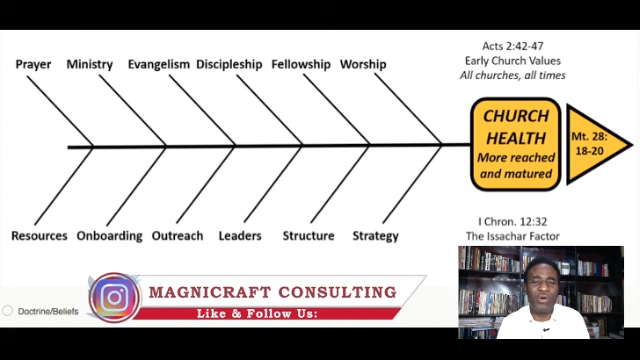 Acts 2:42-47
Early Church Values
All churches, all times
Prayer Ministry Evangelism Discipleship Fellowship Worship
CHURCH
HEALTH
More reached
and matured
Mt. 28:
18-20
Resources Onboarding Outreach Leaders Structure Strategy
I Chron. 12:32
The Issachar Factor
MAGNICRAFT CONSULTING
Like & Follow Us:
Doctrine/Beliefs